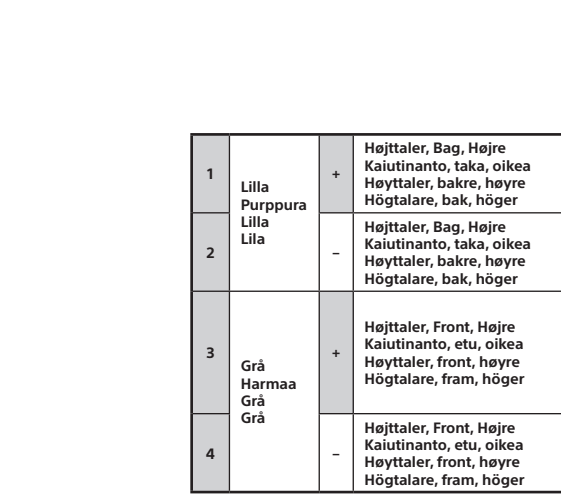 1
Lilla
Purppura
Lilla
Lila
+
Højttaler, Bag, Højre
Kaiutinanto, taka, oikea
Høyttaler, bakre, høyre
Högtalare, bak, höger
2
–
Højttaler, Bag, Højre
Kaiutinanto, taka, oikea
Høyttaler, bakre, høyre
Högtalare, bak, höger
3
Grå
Harmaa
Grå
Grå
+
Højttaler, Front, Højre
Kaiutinanto, etu, oikea
Høyttaler, front, høyre
Högtalare, fram, höger
4
–
Højttaler, Front, Højre
Kaiutinanto, etu, oikea
Høyttaler, front, høyre
Högtalare, fram, höger